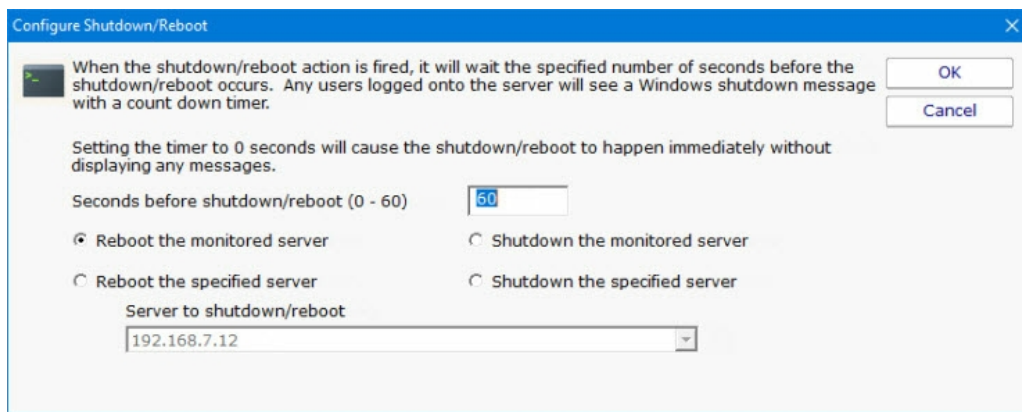 Configure Shutdown/Reboot
When the shutdown/reboot action is fired, it will wait the specified number of seconds before the
shutdown/reboot occurs. Any users logged onto the server will see a Windows shutdown message
with a count down timer.
OK
Cancel
Setting the timer to 0 seconds will cause the shutdown/reboot to happen immediately without
displaying any messages.
Seconds before shutdown/reboot (0 - 60) 60
Reboot the monitored server Shutdown the monitored server
Reboot the specified server Shutdown the specified server
Server to shutdown/reboot
192.168.7.12